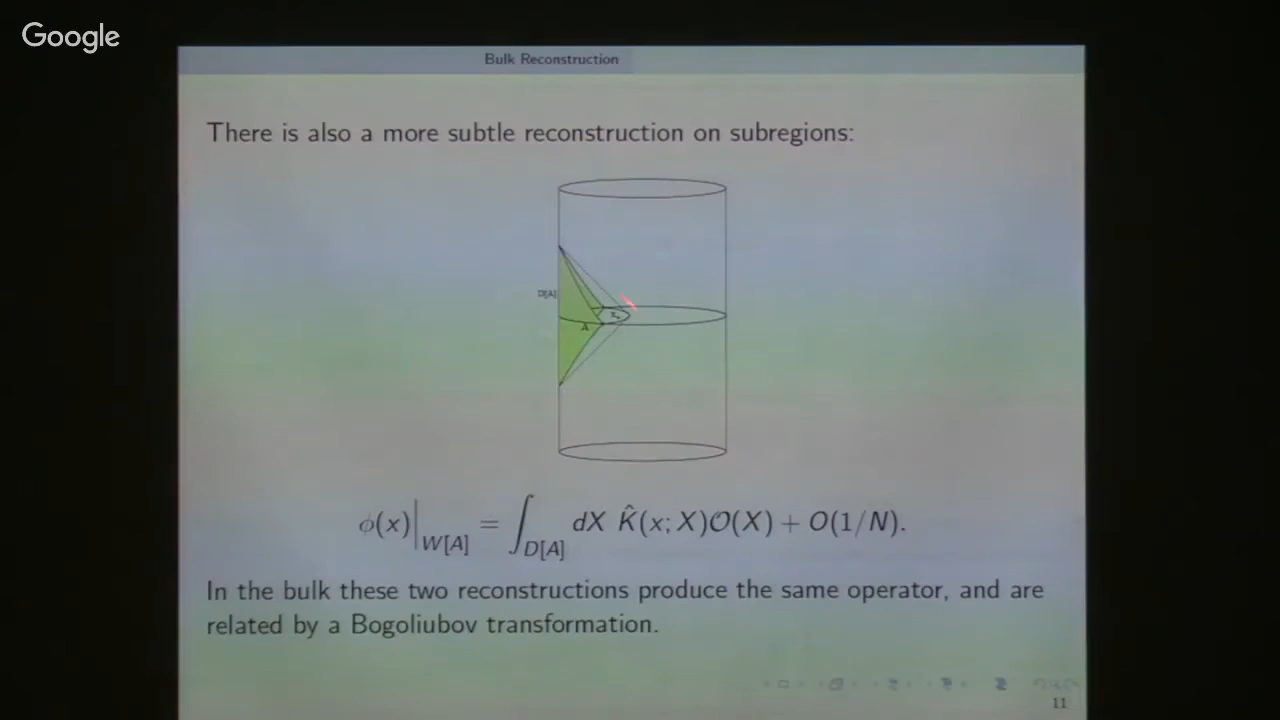 Google
Bulk Reconstruction
There is also a more subtle reconstruction on subregions:
D[A]
A
ϕ(x)|_{W[A]} = ∫_{D[A]} dX K̂(x; X)𝒪(X) + O(1/N).
In the bulk these two reconstructions produce the same operator, and are
related by a Bogoliubov transformation.
11